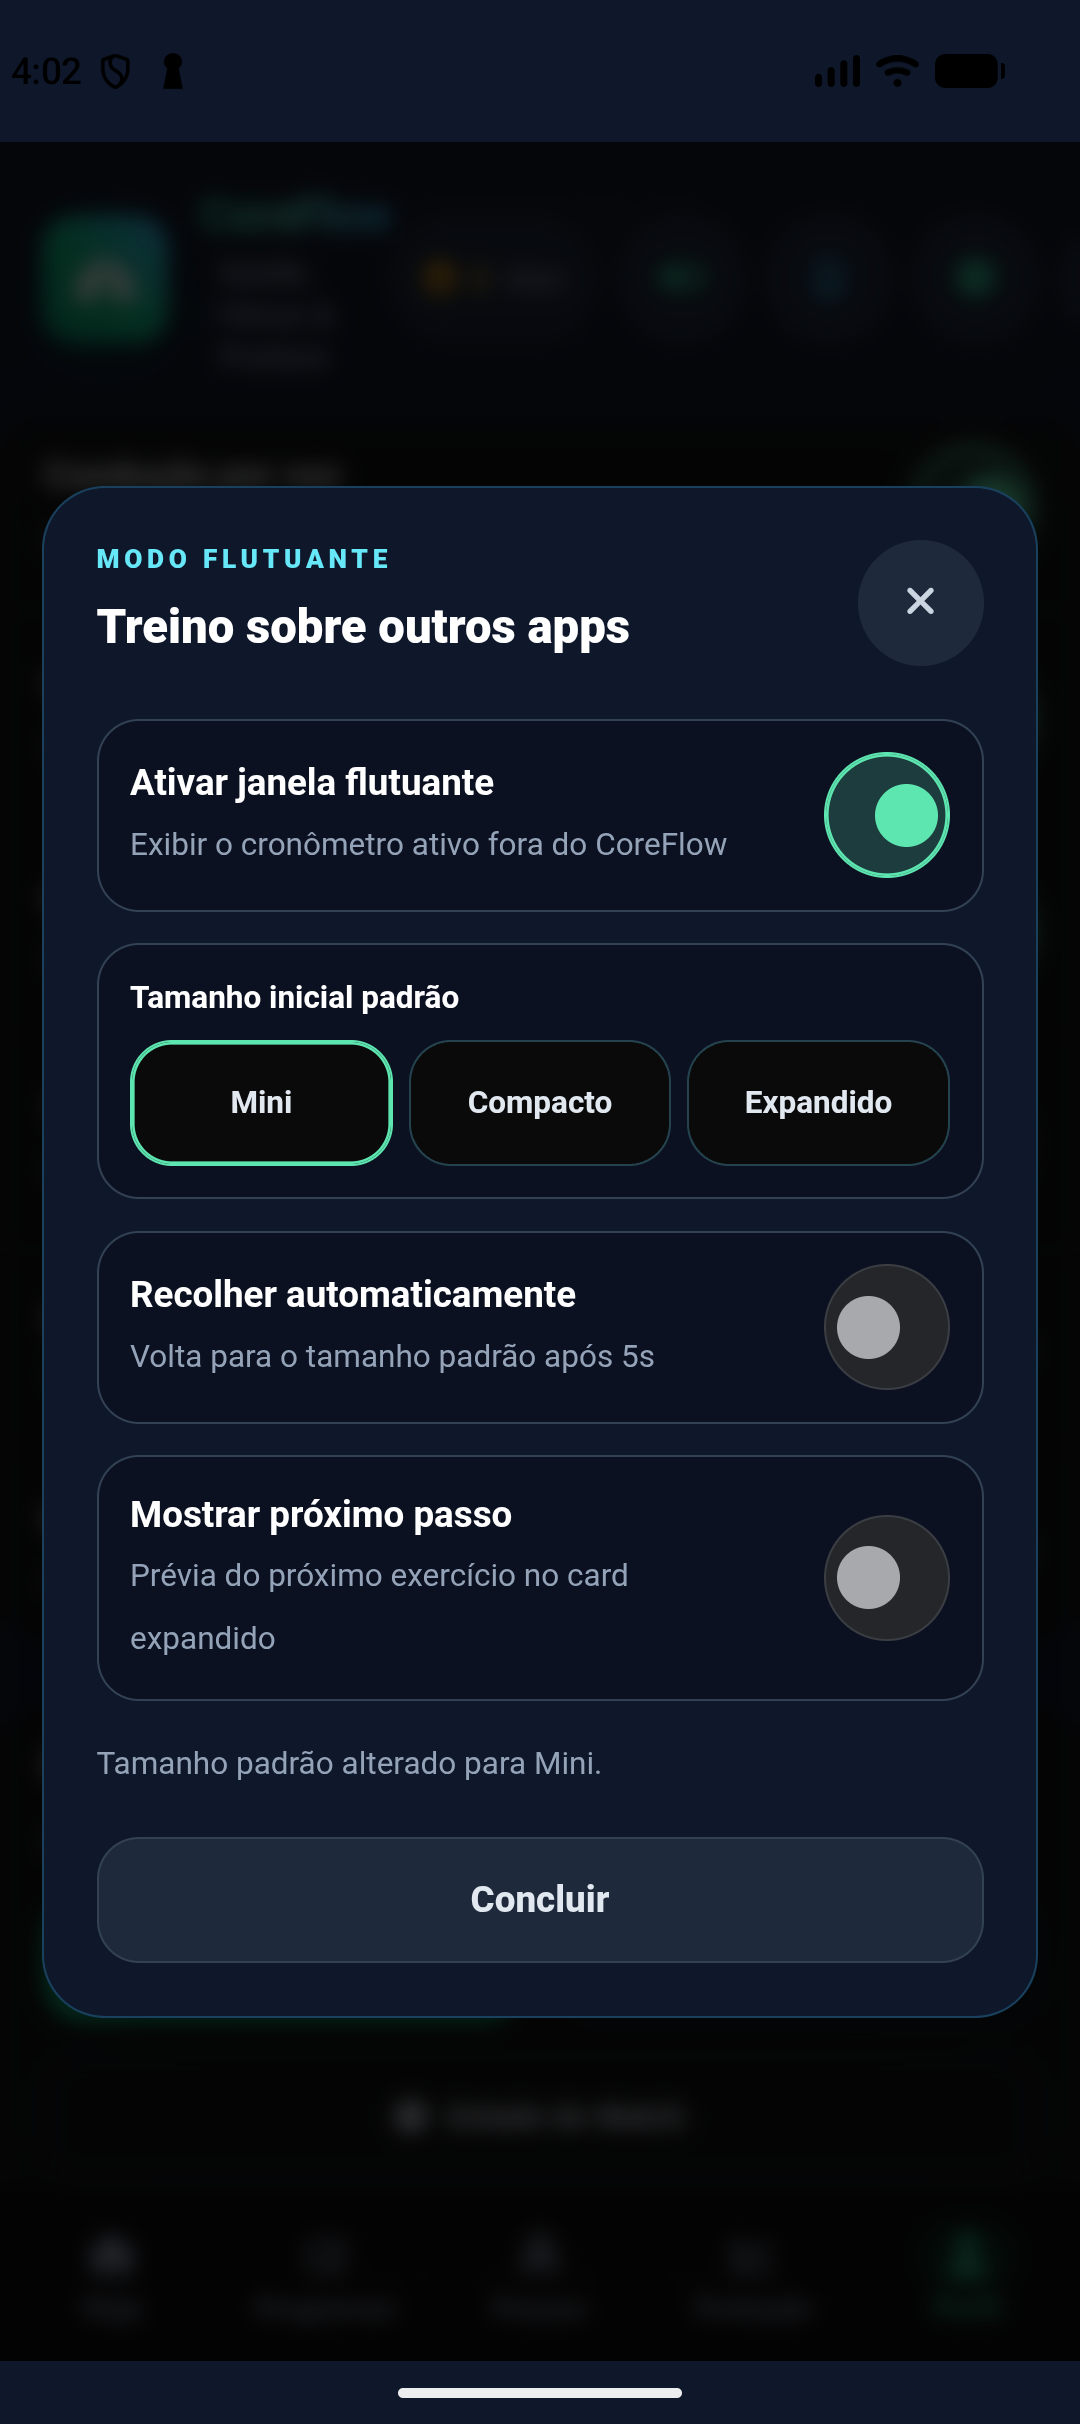 4:02
MODO FLUTUANTE
Treino sobre outros apps
Ativar janela flutuante
Exibir o cronômetro ativo fora do CoreFlow
Tamanho inicial padrão
Mini
Compacto
Expandido
Recolher automaticamente
Volta para o tamanho padrão após 5s
Mostrar próximo passo
Prévia do próximo exercício no card
expandido
Tamanho padrão alterado para Mini.
Concluir